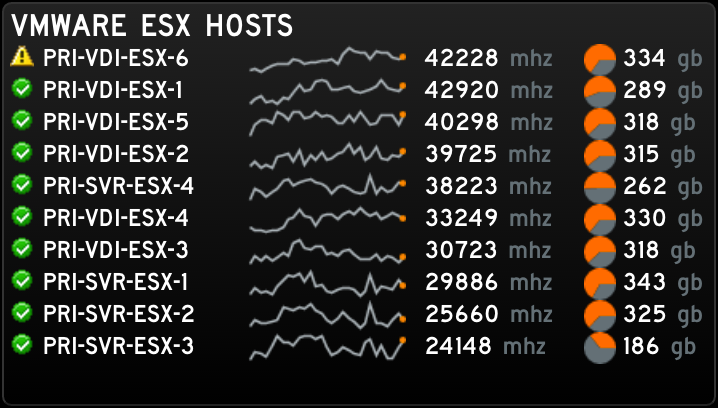 VMWARE ESX HOSTS
PRI-VDI-ESX-6 42228 mhz 334 gb
PRI-VDI-ESX-1 42920 mhz 289 gb
PRI-VDI-ESX-5 40298 mhz 318 gb
PRI-VDI-ESX-2 39725 mhz 315 gb
PRI-SVR-ESX-4 38223 mhz 262 gb
PRI-VDI-ESX-4 33249 mhz 330 gb
PRI-VDI-ESX-3 30723 mhz 318 gb
PRI-SVR-ESX-1 29886 mhz 343 gb
PRI-SVR-ESX-2 25660 mhz 325 gb
PRI-SVR-ESX-3 24148 mhz 186 gb